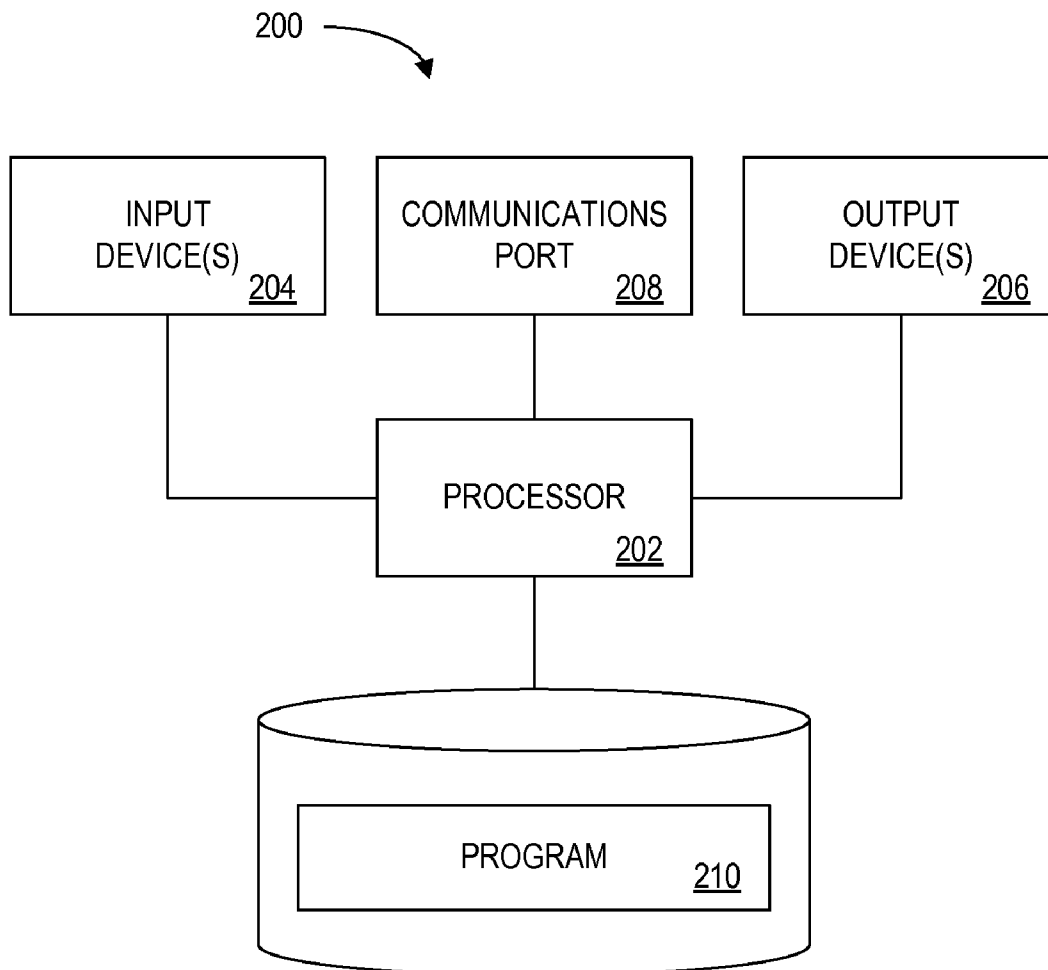 200
INPUT
DEVICE(S)
204
COMMUNICATIONS
PORT
208
OUTPUT
DEVICE(S)
206
PROCESSOR
202
PROGRAM
210